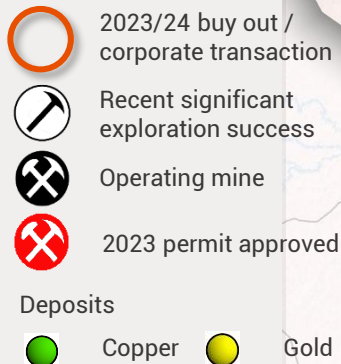 2023/24 buy out /
corporate transaction
Recent significant
exploration success
Operating mine
2023 permit approved
Deposits
Copper Gold